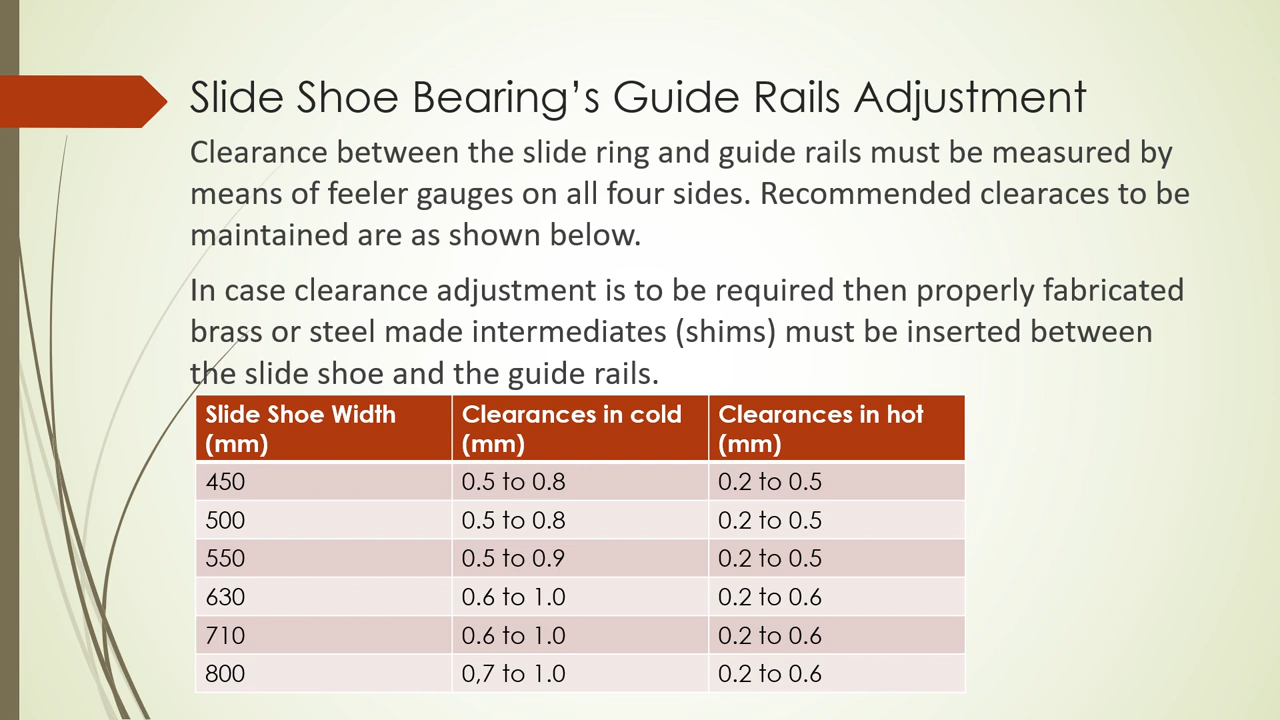 Slide Shoe Bearing’s Guide Rails Adjustment
Clearance between the slide ring and guide rails must be measured by
means of feeler gauges on all four sides. Recommended clearaces to be
maintained are as shown below.
In case clearance adjustment is to be required then properly fabricated
brass or steel made intermediates (shims) must be inserted between
the slide shoe and the guide rails.
Slide Shoe Width (mm) Clearances in cold (mm) Clearances in hot (mm)
450 0.5 to 0.8 0.2 to 0.5
500 0.5 to 0.8 0.2 to 0.5
550 0.5 to 0.9 0.2 to 0.5
630 0.6 to 1.0 0.2 to 0.6
710 0.6 to 1.0 0.2 to 0.6
800 0,7 to 1.0 0.2 to 0.6